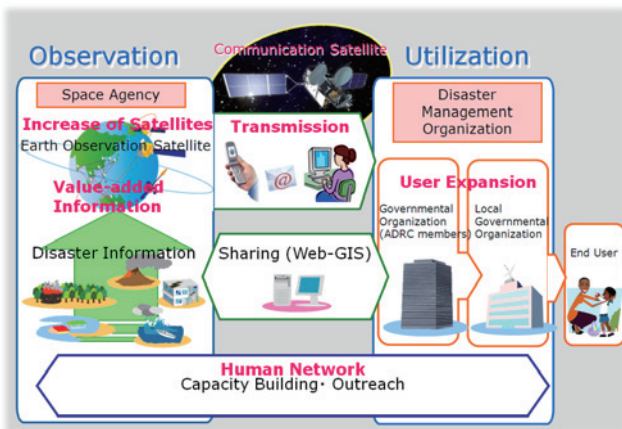 Observation
Communication Satellite
Utilization
Space Agency
Increase of Satellites
Earth Observation Satellite
Value-added
Information
Disaster Information
Transmission
@
Sharing (Web-GIS)
Disaster
Management
Organization
User Expansion
Governmental
Organization
(ADRC members)
Local
Governmental
Organization
End User
Human Network
Capacity Building・ Outreach